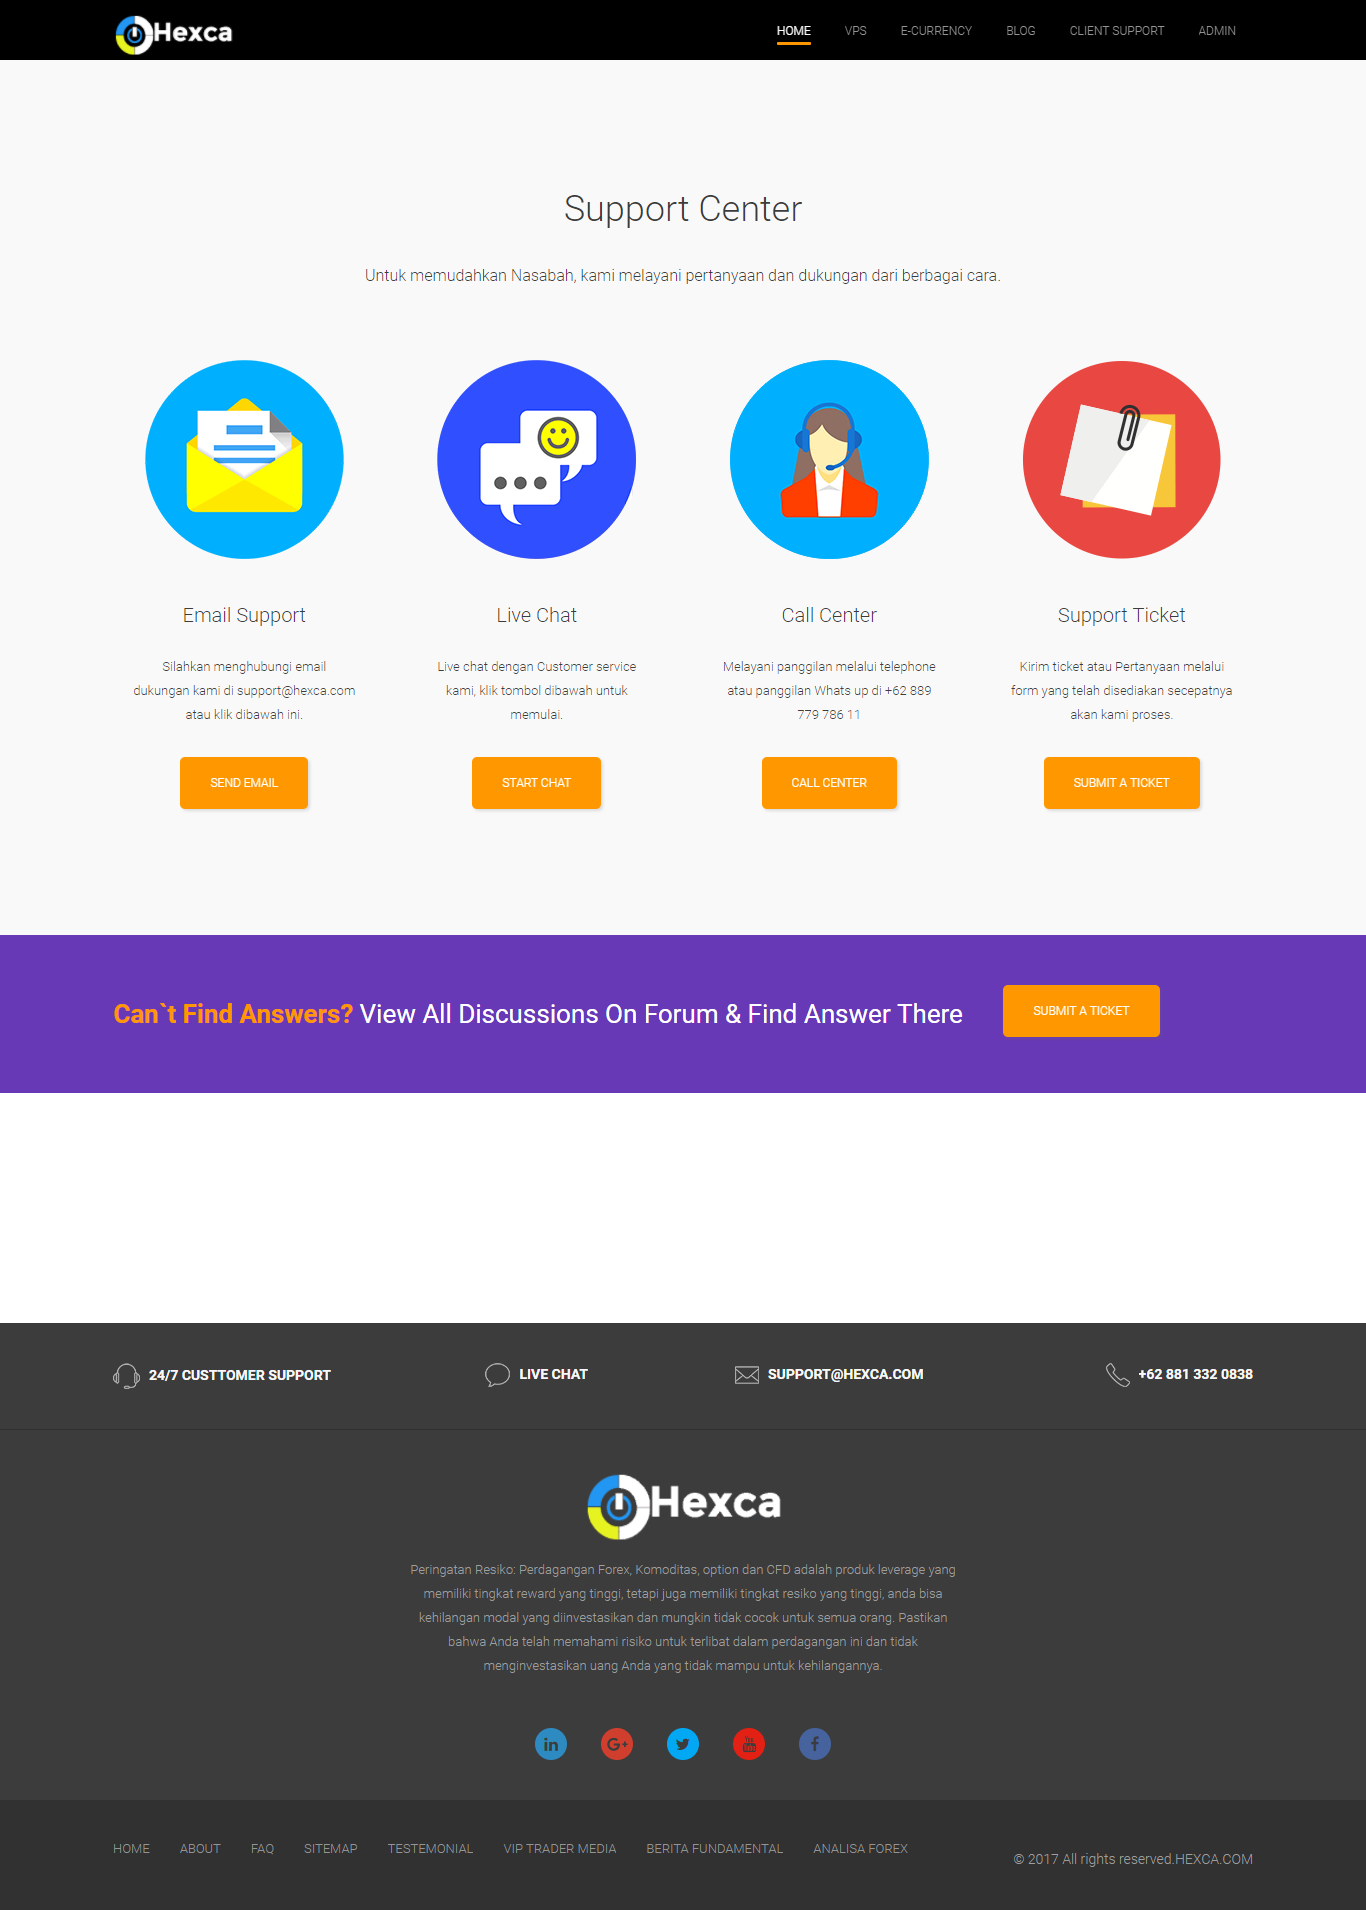 Hexca
HOME VPS E-CURRENCY BLOG CLIENT SUPPORT ADMIN
Support Center
Untuk memudahkan Nasabah, kami melayani pertanyaan dan dukungan dari berbagai cara.
Email Support
Silahkan menghubungi email
dukungan kami di support@hexca.com
atau klik dibawah ini.
SEND EMAIL
Live Chat
Live chat dengan Customer service
kami, klik tombol dibawah untuk
memulai.
START CHAT
Call Center
Melayani panggilan melalui telephone
atau panggilan Whats up di +62 889
779 786 11
CALL CENTER
Support Ticket
Kirim ticket atau Pertanyaan melalui
form yang telah disediakan secepatnya
akan kami proses.
SUBMIT A TICKET
Can`t Find Answers? View All Discussions On Forum & Find Answer There
SUBMIT A TICKET
24/7 CUSTTOMER SUPPORT
LIVE CHAT
SUPPORT@HEXCA.COM
+62 881 332 0838
Hexca
Peringatan Resiko: Perdagangan Forex, Komoditas, option dan CFD adalah produk leverage yang
memiliki tingkat reward yang tinggi, tetapi juga memiliki tingkat resiko yang tinggi, anda bisa
kehilangan modal yang diinvestasikan dan mungkin tidak cocok untuk semua orang. Pastikan
bahwa Anda telah memahami risiko untuk terlibat dalam perdagangan ini dan tidak
menginvestasikan uang Anda yang tidak mampu untuk kehilangannya.
in G+ You f
HOME ABOUT FAQ SITEMAP TESTEMONIAL VIP TRADER MEDIA BERITA FUNDAMENTAL ANALISA FOREX
© 2017 All rights reserved.HEXCA.COM